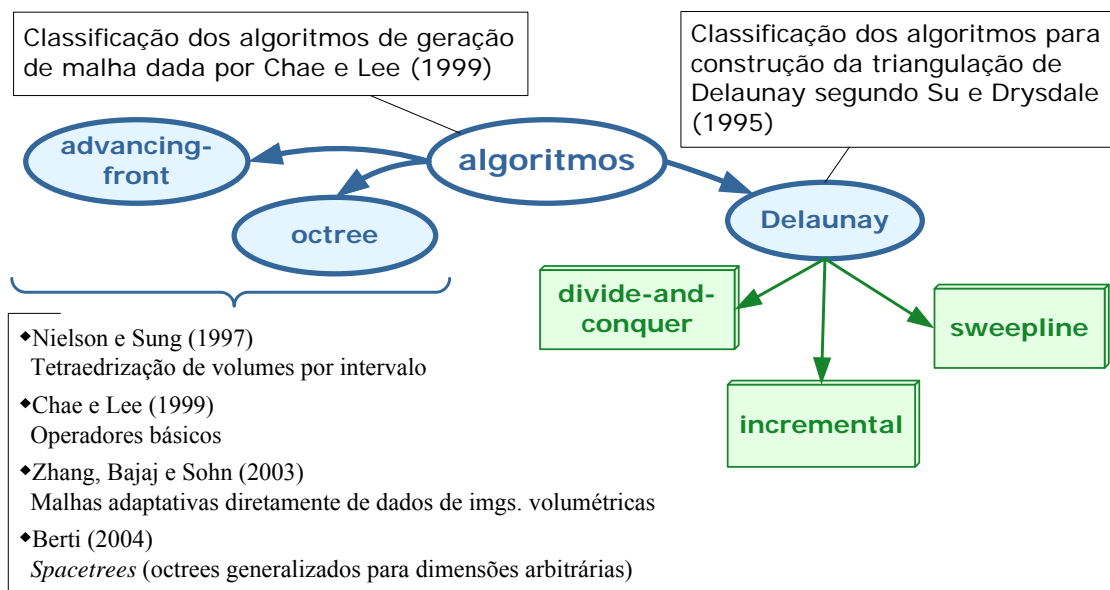 Classificação dos algoritmos de geração
de malha dada por Chae e Lee (1999)
Classificação dos algoritmos para
construção da triangulação de
Delaunay segundo Su e Drysdale
(1995)
advancing-
front
algoritmos
octree
Delaunay
divide-and-
conquer
sweepline
incremental
◆Nielson e Sung (1997)
Tetraedrização de volumes por intervalo
◆Chae e Lee (1999)
Operadores básicos
◆Zhang, Bajaj e Sohn (2003)
Malhas adaptativas diretamente de dados de imgs. volumétricas
◆Berti (2004)
Spacetrees (octrees generalizados para dimensões arbitrárias)